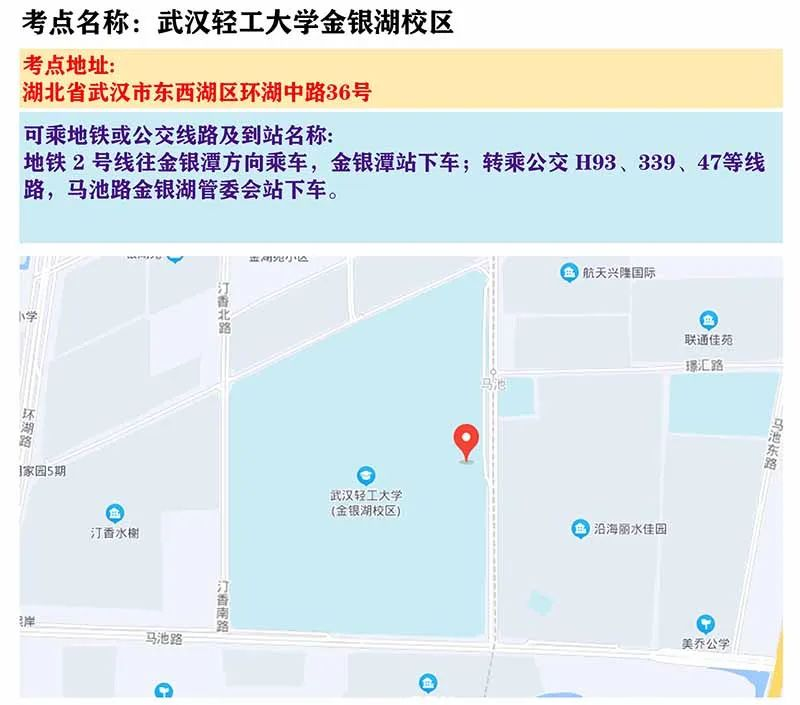 考点名称：武汉轻工大学金银湖校区
考点地址:
湖北省武汉市东西湖区环湖中路36号
可乘地铁或公交线路及到站名称:
地铁 2 号线往金银潭方向乘车，金银潭站下车；转乘公交 H93、339、47等线
路，马池路金银湖管委会站下车。
金湖苑小区
汀香北路
航天兴隆国际
小学
联通佳苑
璟汇路
马池
环湖路
马池东路
家园5期
武汉轻工大学
(金银湖校区)
汀香水榭
沿海丽水佳园
汀香南路
岸
马池路
美乔公学